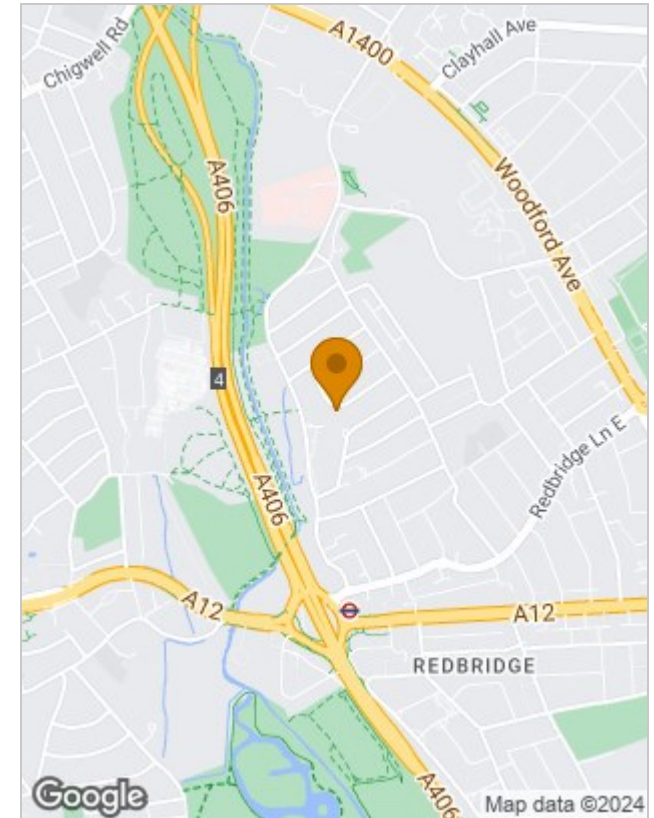 Chigwell Rd
A1400
Clayhall Ave
A406
Woodford Ave
4
Redbridge Ln E
A406
A12
A12
REDBRIDGE
A406
Google
Map data ©2024